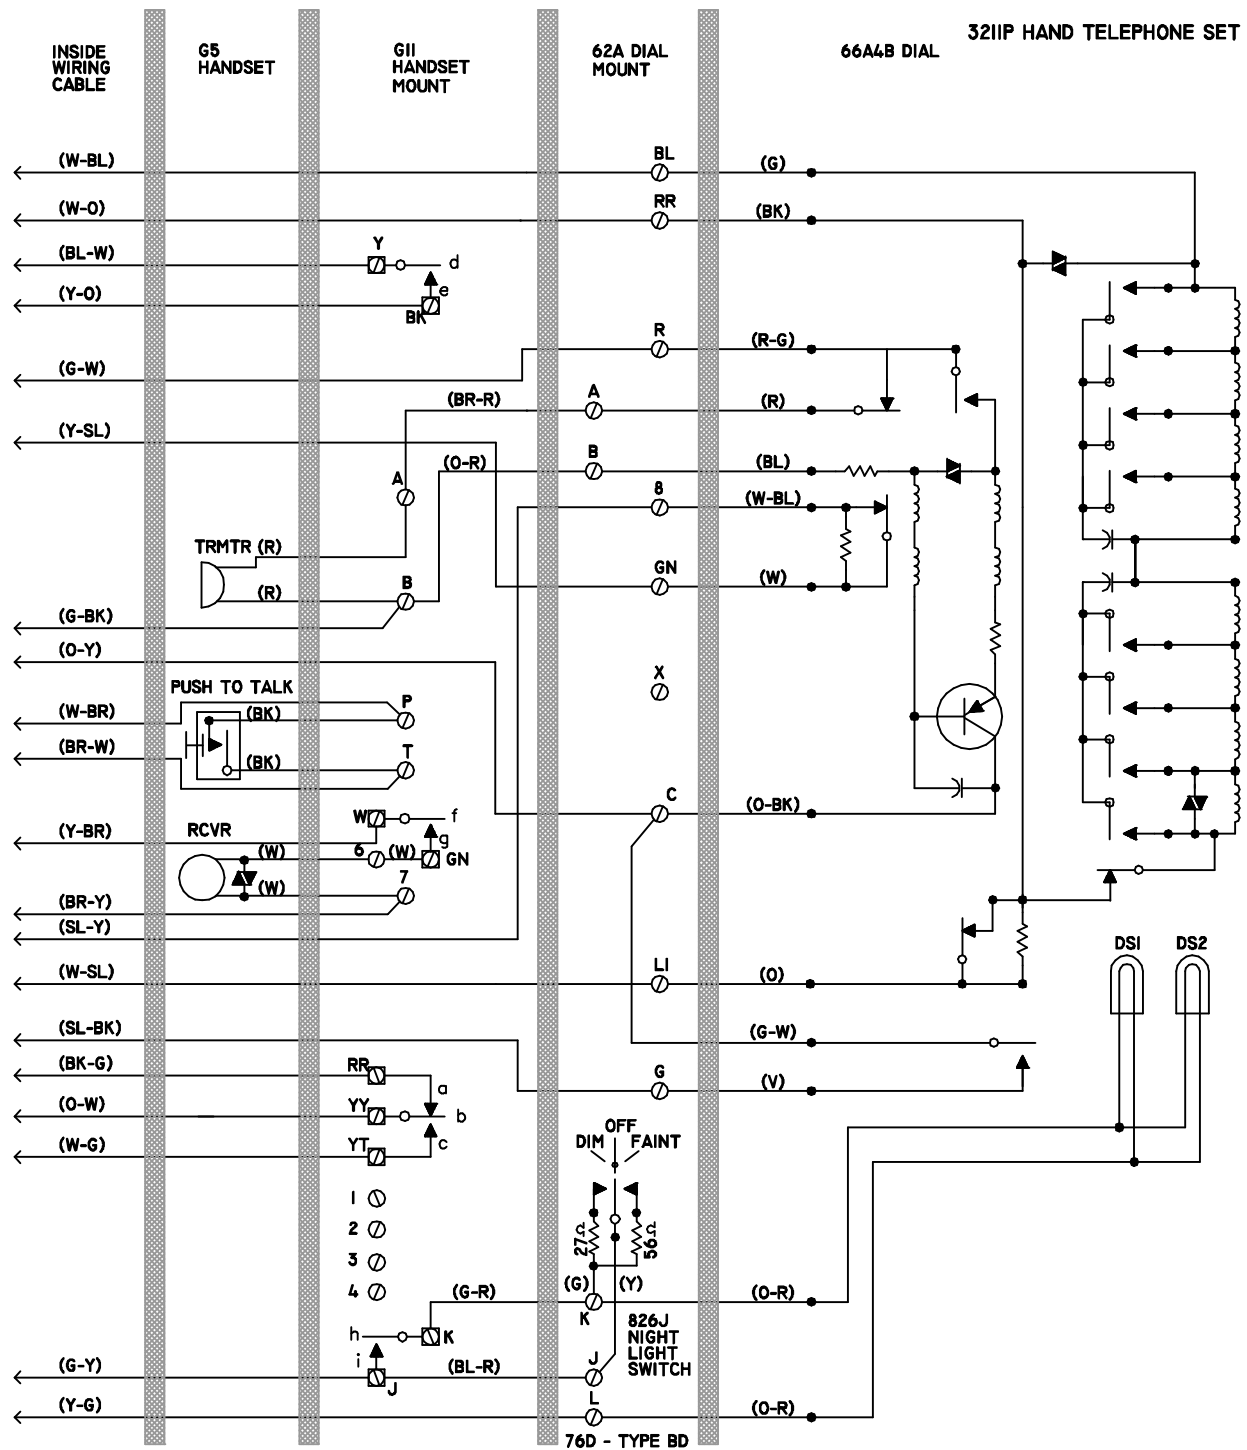 3211P HAND TELEPHONE SET
INSIDE
WIRING
CABLE
G5
HANDSET
G11
HANDSET
MOUNT
62A DIAL
MOUNT
66A4B DIAL
(W-BL)
BL
(G)
(W-O)
RR
(BK)
(BL-W)
Y
d
(Y-O)
e
BK
R
(R-G)
(G-W)
(BR-R)
A
(R)
(Y-SL)
(O-R)
B
(BL)
A
8
(W-BL)
TRMTR (R)
GN
(W)
(R)
B
(G-BK)
(O-Y)
X
PUSH TO TALK
P
(W-BR)
(BK)
(BR-W)
(BK)
T
C
(O-BK)
W
f
(Y-BR)
RCVR
g
(W)
6
(W)
GN
(W)
7
(BR-Y)
(SL-Y)
DS1
DS2
(W-SL)
L1
(O)
(SL-BK)
(G-W)
(BK-G)
RR
a
G
(V)
(O-W)
YY
b
(W-G)
YT
c
OFF
DIM
FAINT
1
2
3
4
27Ω
56Ω
(G)
(Y)
(G-R)
K
(O-R)
h
K
i
826J
NIGHT
LIGHT
SWITCH
(G-Y)
J
(BL-R)
J
(Y-G)
L
(O-R)
76D - TYPE BD